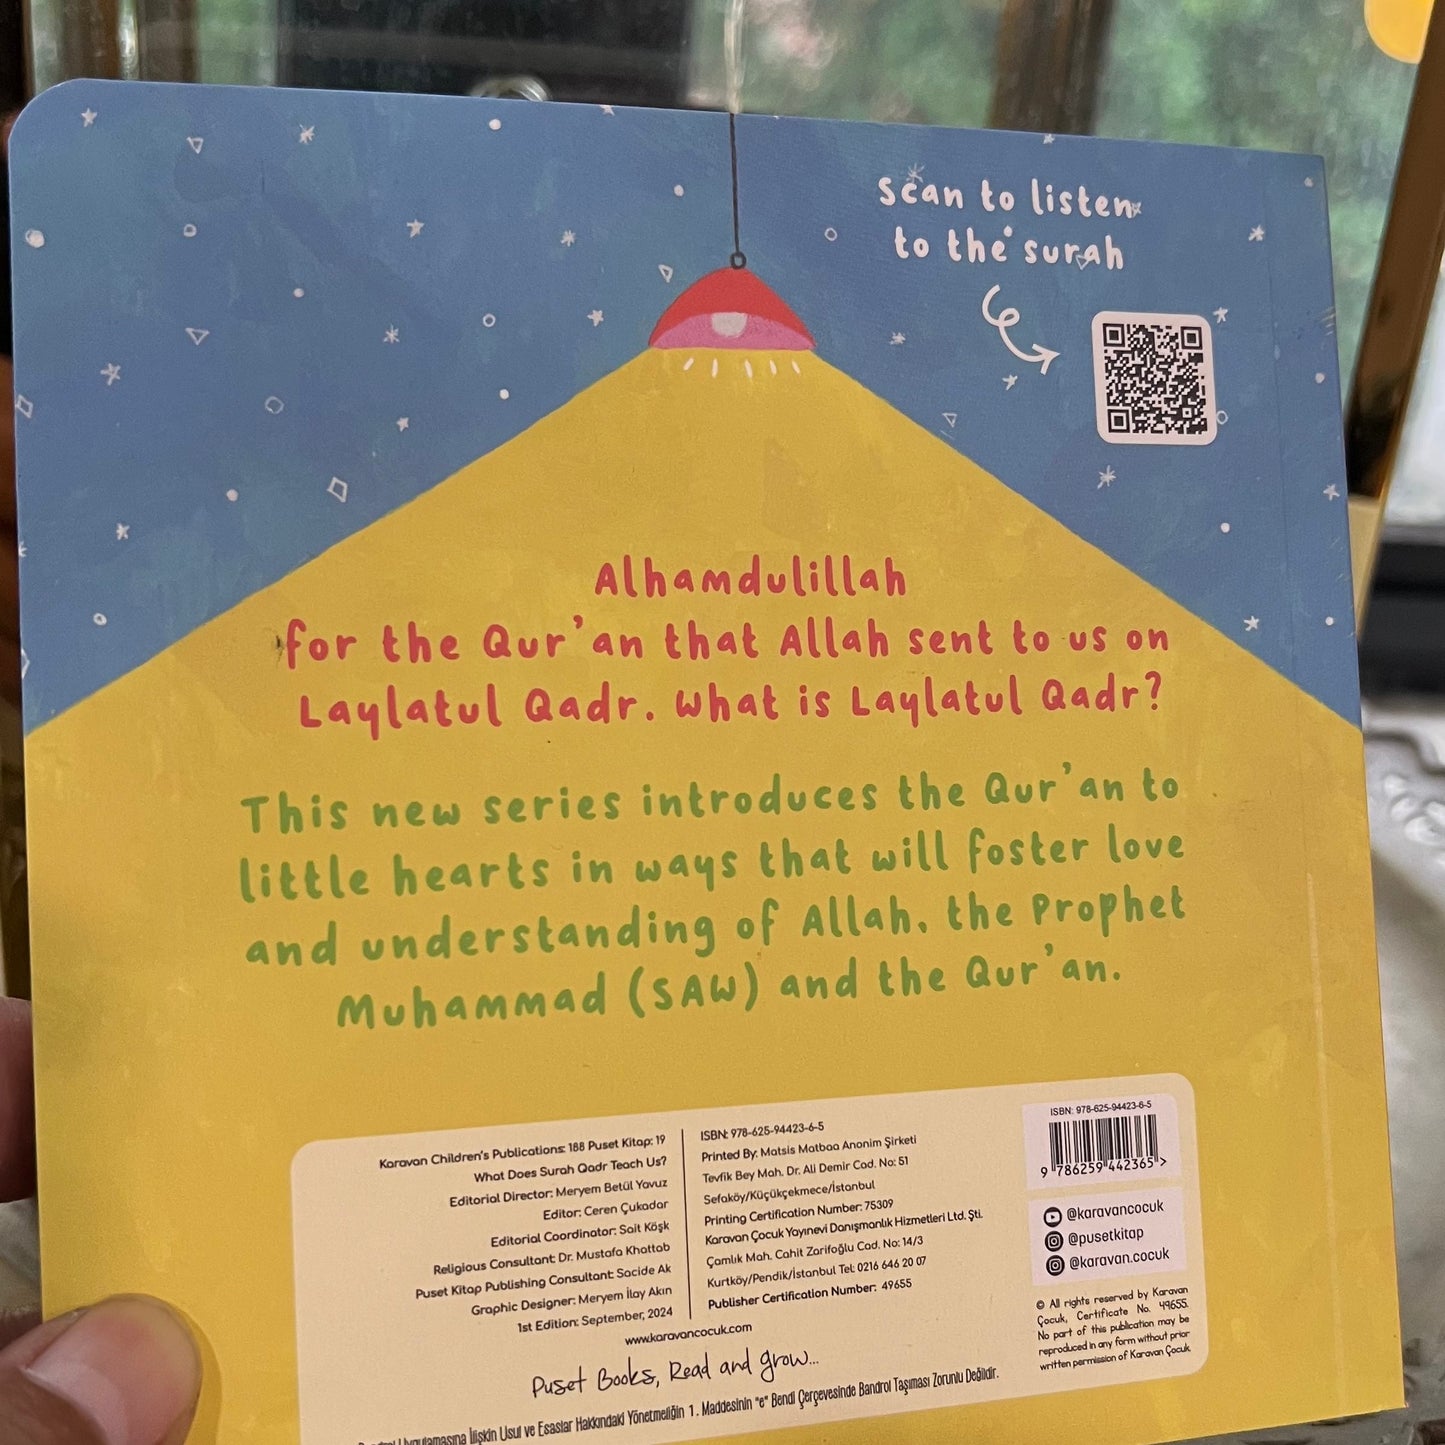 scan to listen
to the surah
Alhamdulillah
for the Qur'an that Allah sent to us on
Laylatul Qadr. What is Laylatul Qadr?
This new series introduces the Qur'an to
little hearts in ways that will foster love
and understanding of Allah, the Prophet
Muhammad (SAW) and the Qur'an.
Karavan Children's Publications: 188 Puset Kitap: 19
What Does Surah Qadr Teach Us?
Editorial Director: Meryem Betül Yavuz
Editor: Ceren Çukadar
Editorial Coordinator: Sait Köşk
Religious Consultant: Dr. Mustafa Khattab
Puset Kitap Publishing Consultant: Sacide Ak
Graphic Designer: Meryem İlay Akın
1st Edition: September, 2024
ISBN: 978-625-94423-6-5
Printed By: Matsis Matbaa Anonim Şirketi
Tevfik Bey Mah. Dr. Ali Demir Cad. No: 51
Sefaköy/Küçükçekmece/İstanbul
Printing Certification Number: 75309
Karavan Çocuk Yayınevi Danışmanlık Hizmetleri Ltd. Şti.
Çamlık Mah. Cahit Zarifoğlu Cad. No: 14/3
Kurtköy/Pendik/İstanbul Tel: 0216 646 20 07
Publisher Certification Number: 49655
www.karavancocuk.com
Puset Books, Read and grow...
Uygulamasına İlişkin Usul ve Esaslar Hakkındaki Yönetmeliğin 1. Maddesinin "e" Bendi Çerçevesinde Bandrol Taşıması Zorunlu Değildir.
ISBN: 978-625-94423-6-5
9 786259 442365 >
@karavancocuk
@pusetkitap
@karavan.cocuk
© All rights reserved by Karavan
Çocuk, Certificate No. 49655.
No part of this publication may be
reproduced in any form without prior
written permission of Karavan Çocuk.